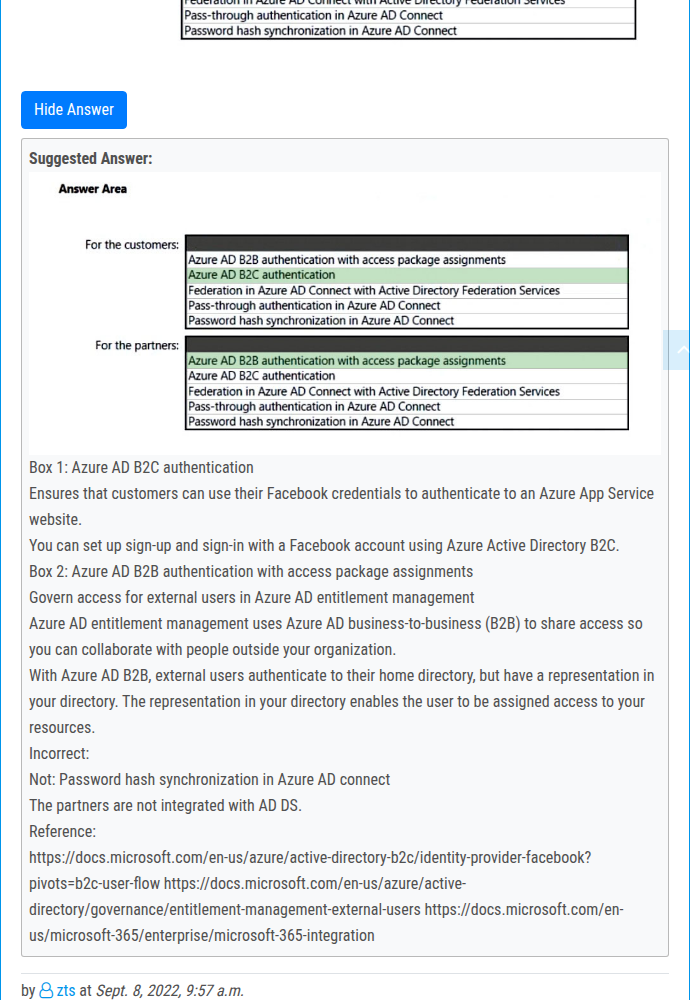 Federation in Azure AD Connect with Active Directory Federation Services
Pass-through authentication in Azure AD Connect
Password hash synchronization in Azure AD Connect
Hide Answer
Suggested Answer:
Answer Area
For the customers:
Azure AD B2B authentication with access package assignments
Azure AD B2C authentication
Federation in Azure AD Connect with Active Directory Federation Services
Pass-through authentication in Azure AD Connect
Password hash synchronization in Azure AD Connect
For the partners:
Azure AD B2B authentication with access package assignments
Azure AD B2C authentication
Federation in Azure AD Connect with Active Directory Federation Services
Pass-through authentication in Azure AD Connect
Password hash synchronization in Azure AD Connect
Box 1: Azure AD B2C authentication
Ensures that customers can use their Facebook credentials to authenticate to an Azure App Service
website.
You can set up sign-up and sign-in with a Facebook account using Azure Active Directory B2C.
Box 2: Azure AD B2B authentication with access package assignments
Govern access for external users in Azure AD entitlement management
Azure AD entitlement management uses Azure AD business-to-business (B2B) to share access so
you can collaborate with people outside your organization.
With Azure AD B2B, external users authenticate to their home directory, but have a representation in
your directory. The representation in your directory enables the user to be assigned access to your
resources.
Incorrect:
Not: Password hash synchronization in Azure AD connect
The partners are not integrated with AD DS.
Reference:
https://docs.microsoft.com/en-us/azure/active-directory-b2c/identity-provider-facebook?
pivots=b2c-user-flow https://docs.microsoft.com/en-us/azure/active-
directory/governance/entitlement-management-external-users https://docs.microsoft.com/en-
us/microsoft-365/enterprise/microsoft-365-integration
by zts at Sept. 8, 2022, 9:57 a.m.